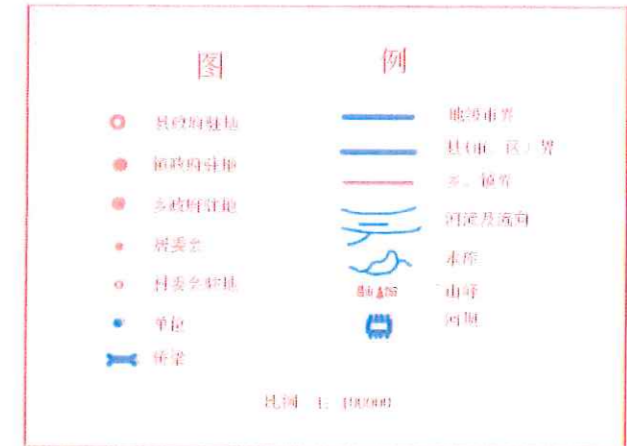 图 例
县政府驻地
镇政府驻地
乡政府驻地
居委会
村委会驻地
单位
桥梁
地级市界
县(市、区)界
乡、镇界
河流及流向
水库
山峰
比例 1: